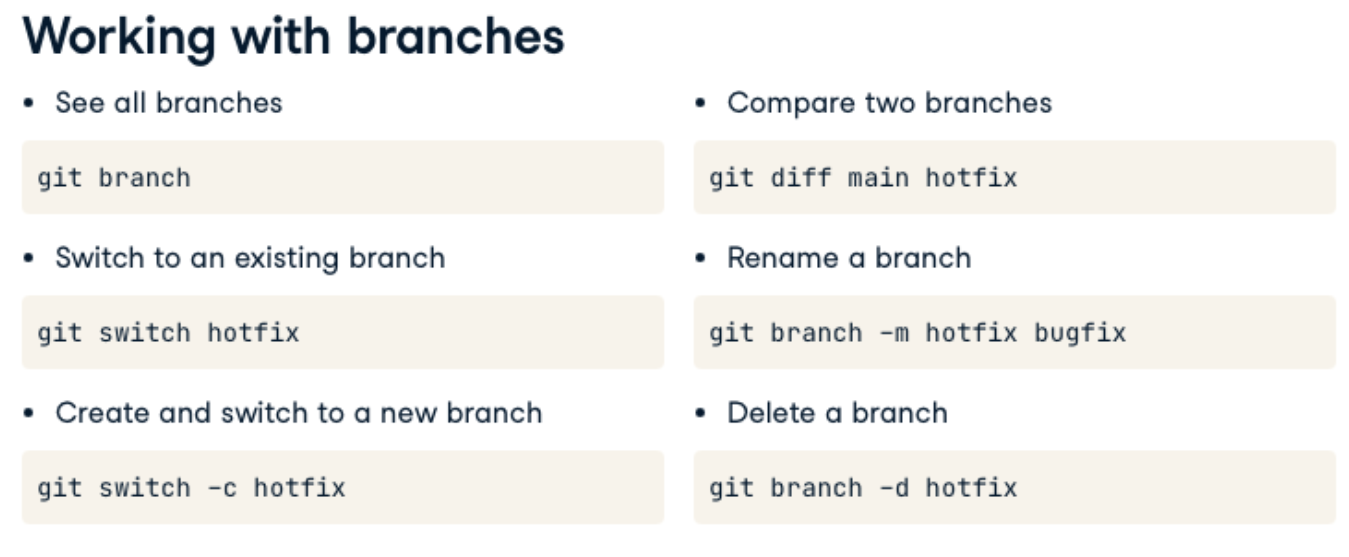 Working with branches
• See all branches
git branch
• Switch to an existing branch
git switch hotfix
• Create and switch to a new branch
git switch -c hotfix
• Compare two branches
git diff main hotfix
• Rename a branch
git branch -m hotfix bugfix
• Delete a branch
git branch -d hotfix